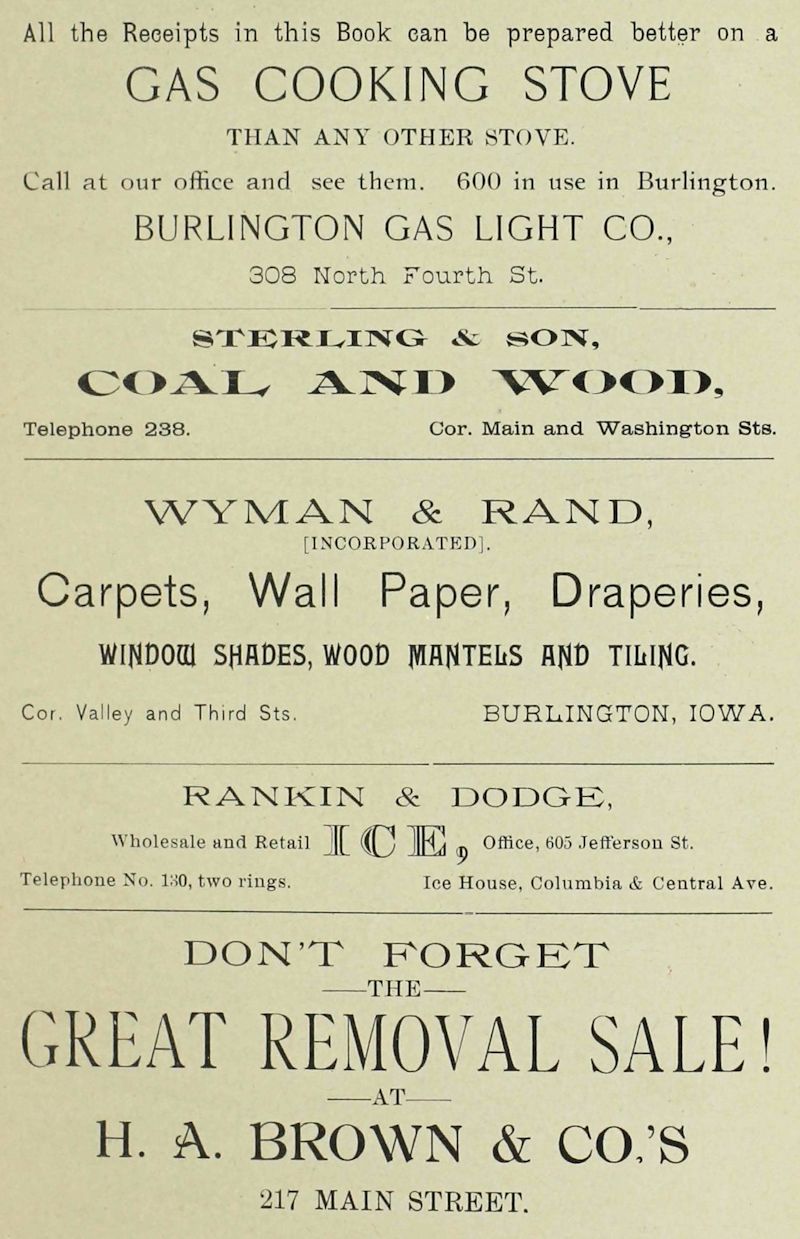 All the Receipts in this Book can be prepared better on a
GAS COOKING STOVE
THAN ANY OTHER STOVE.
Call at our office and see them. 600 in use in Burlington.
BURLINGTON GAS LIGHT CO.,
308 North Fourth St.
STERLING & SON,
COAL AND WOOD,
Telephone 238. Cor. Main and Washington Sts.
WYMAN & RAND,
[INCORPORATED].
Carpets, Wall Paper, Draperies,
WINDOW SHADES, WOOD MANTELS AND TILING.
Cor. Valley and Third Sts. BURLINGTON, IOWA.
RANKIN & DODGE,
Wholesale and Retail ICE, Office, 605 Jefferson St.
Telephone No. 130, two rings. Ice House, Columbia & Central Ave.
DON'T FORGET
—THE—
GREAT REMOVAL SALE!
—AT—
H. A. BROWN & CO.'S
217 MAIN STREET.